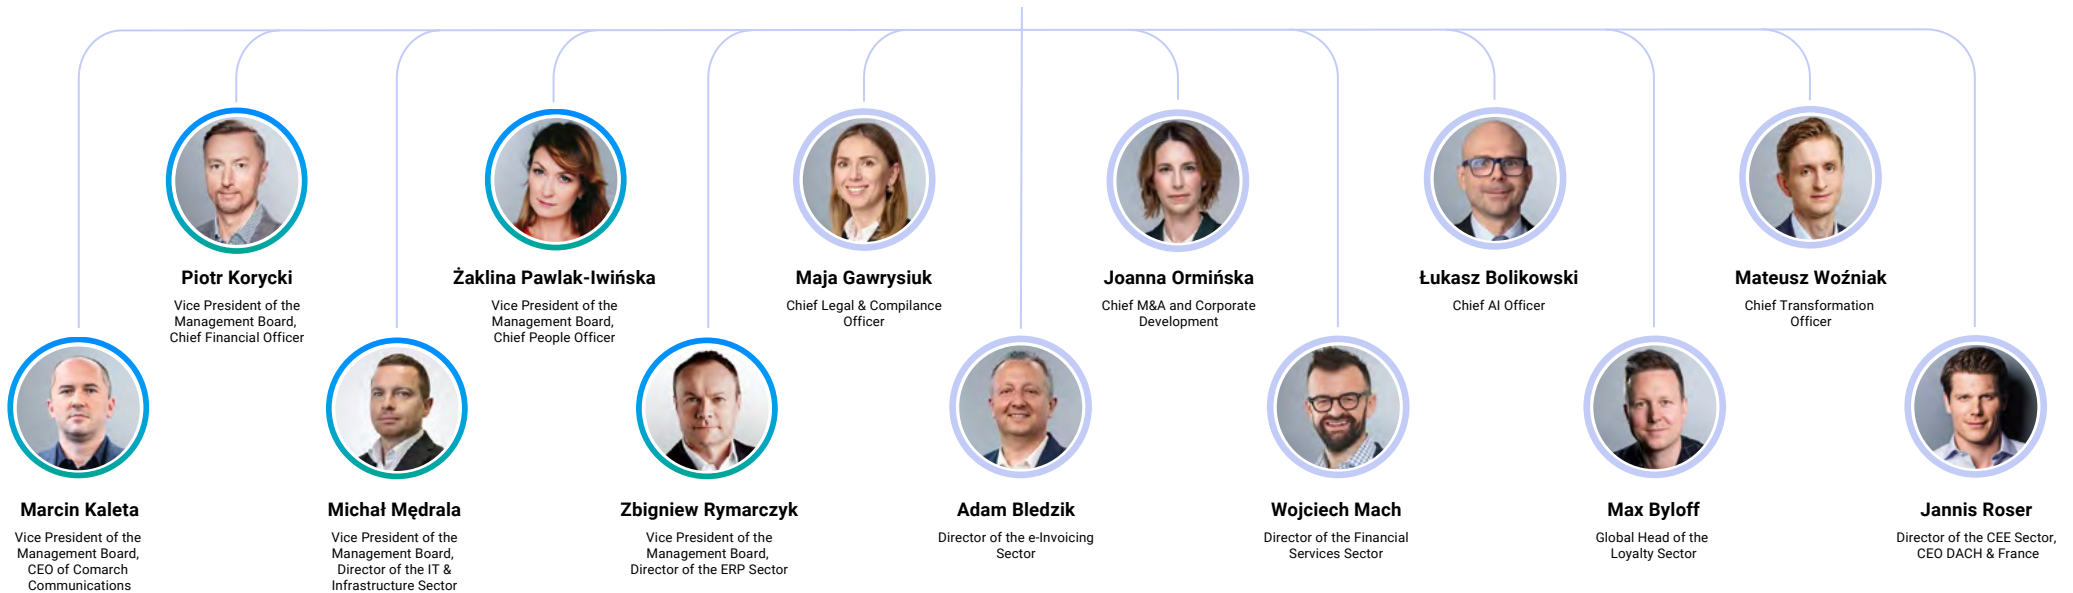 Piotr Korycki
Vice President of the
Management Board,
Chief Financial Officer
Żaklina Pawlak-Iwińska
Vice President of the
Management Board,
Chief People Officer
Maja Gawrysiuk
Chief Legal & Compilance
Officer
Joanna Ormińska
Chief M&A and Corporate
Development
Łukasz Bolikowski
Chief AI Officer
Mateusz Woźniak
Chief Transformation
Officer
Marcin Kaleta
Vice President of the
Management Board,
CEO of Comarch
Communications
Michał Mędrala
Vice President of the
Management Board,
Director of the IT &
Infrastructure Sector
Zbigniew Rymarczyk
Vice President of the
Management Board,
Director of the ERP Sector
Adam Bledzik
Director of the e-Invoicing
Sector
Wojciech Mach
Director of the Financial
Services Sector
Max Byloff
Global Head of the
Loyalty Sector
Jannis Roser
Director of the CEE Sector,
CEO DACH & France